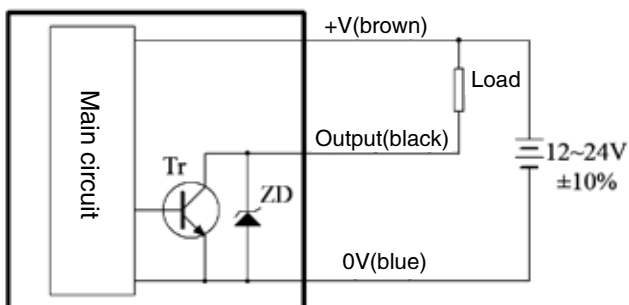 +V(brown)
Main circuit
Load
Output(black)
Tr
ZD
12~24V
±10%
0V(blue)